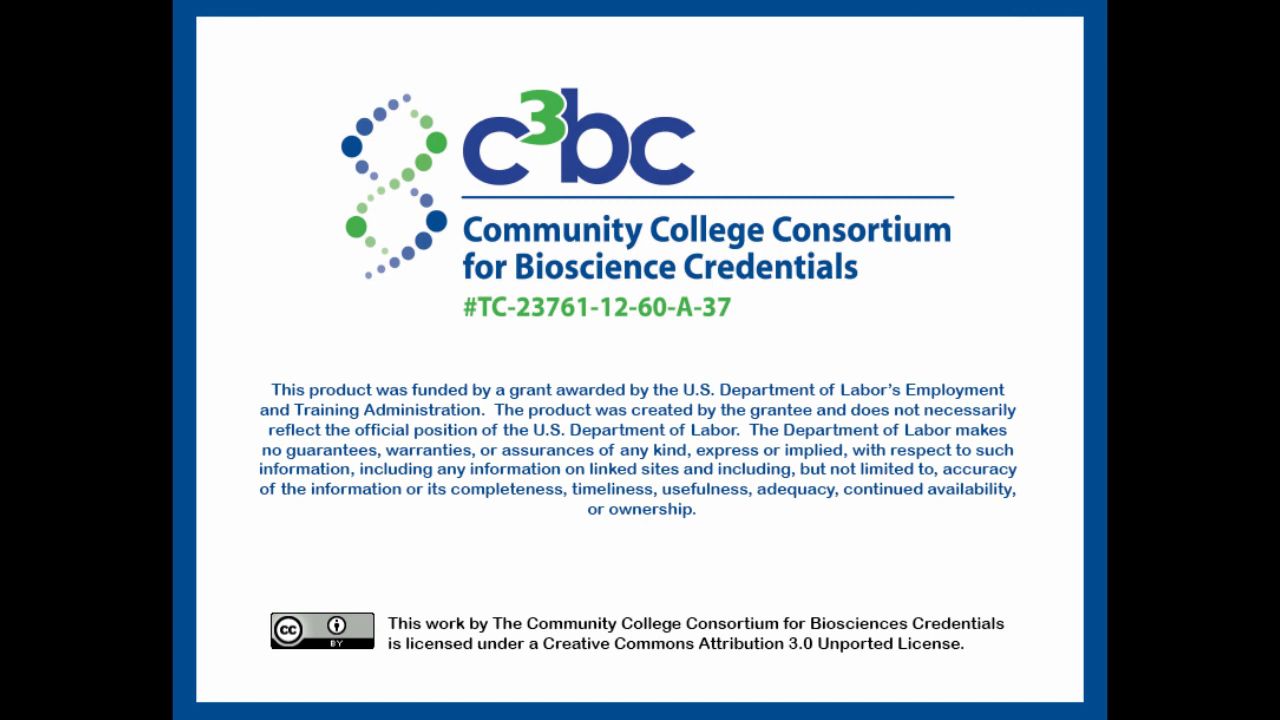 c3bc
Community College Consortium
for Bioscience Credentials
#TC-23761-12-60-A-37
This product was funded by a grant awarded by the U.S. Department of Labor’s Employment
and Training Administration.  The product was created by the grantee and does not necessarily
reflect the official position of the U.S. Department of Labor.  The Department of Labor makes
no guarantees, warranties, or assurances of any kind, express or implied, with respect to such
information, including any information on linked sites and including, but not limited to, accuracy
of the information or its completeness, timeliness, usefulness, adequacy, continued availability,
or ownership.
cc
BY
This work by The Community College Consortium for Biosciences Credentials
is licensed under a Creative Commons Attribution 3.0 Unported License.